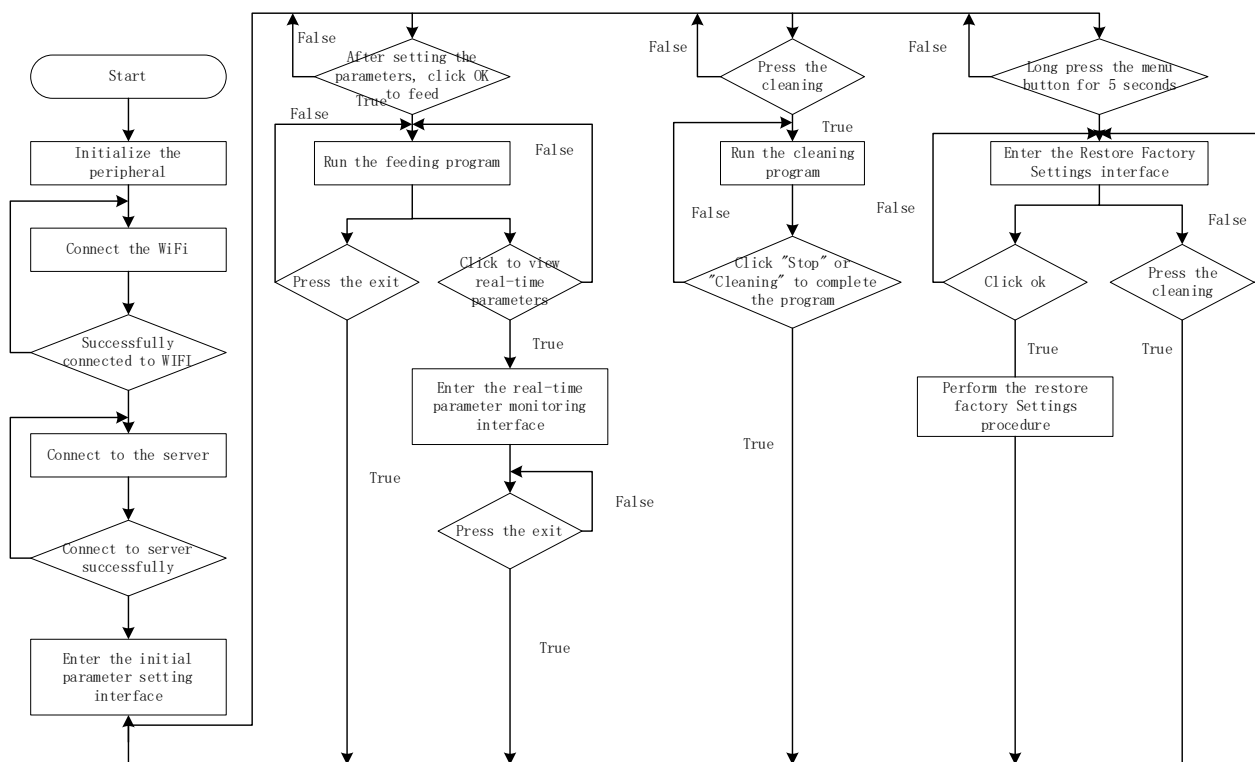 Start
Initialize the
peripheral
Connect the WiFi
Successfully
connected to WIFI
Connect to the server
Connect to server
successfully
Enter the initial
parameter setting
interface
False
After setting the
parameters, click OK
to feed
True
False
False
Run the feeding program
Press the exit
Click to view
real-time
parameters
True
Enter the real-time
parameter monitoring
interface
True
False
Press the exit
True
False
Press the
cleaning
True
Run the cleaning
program
False
Click "Stop" or
"Cleaning" to complete
the program
True
False
Long press the menu
button for 5 seconds
Enter the Restore Factory
Settings interface
False
False
Click ok
Press the
cleaning
True
True
Perform the restore
factory Settings
procedure